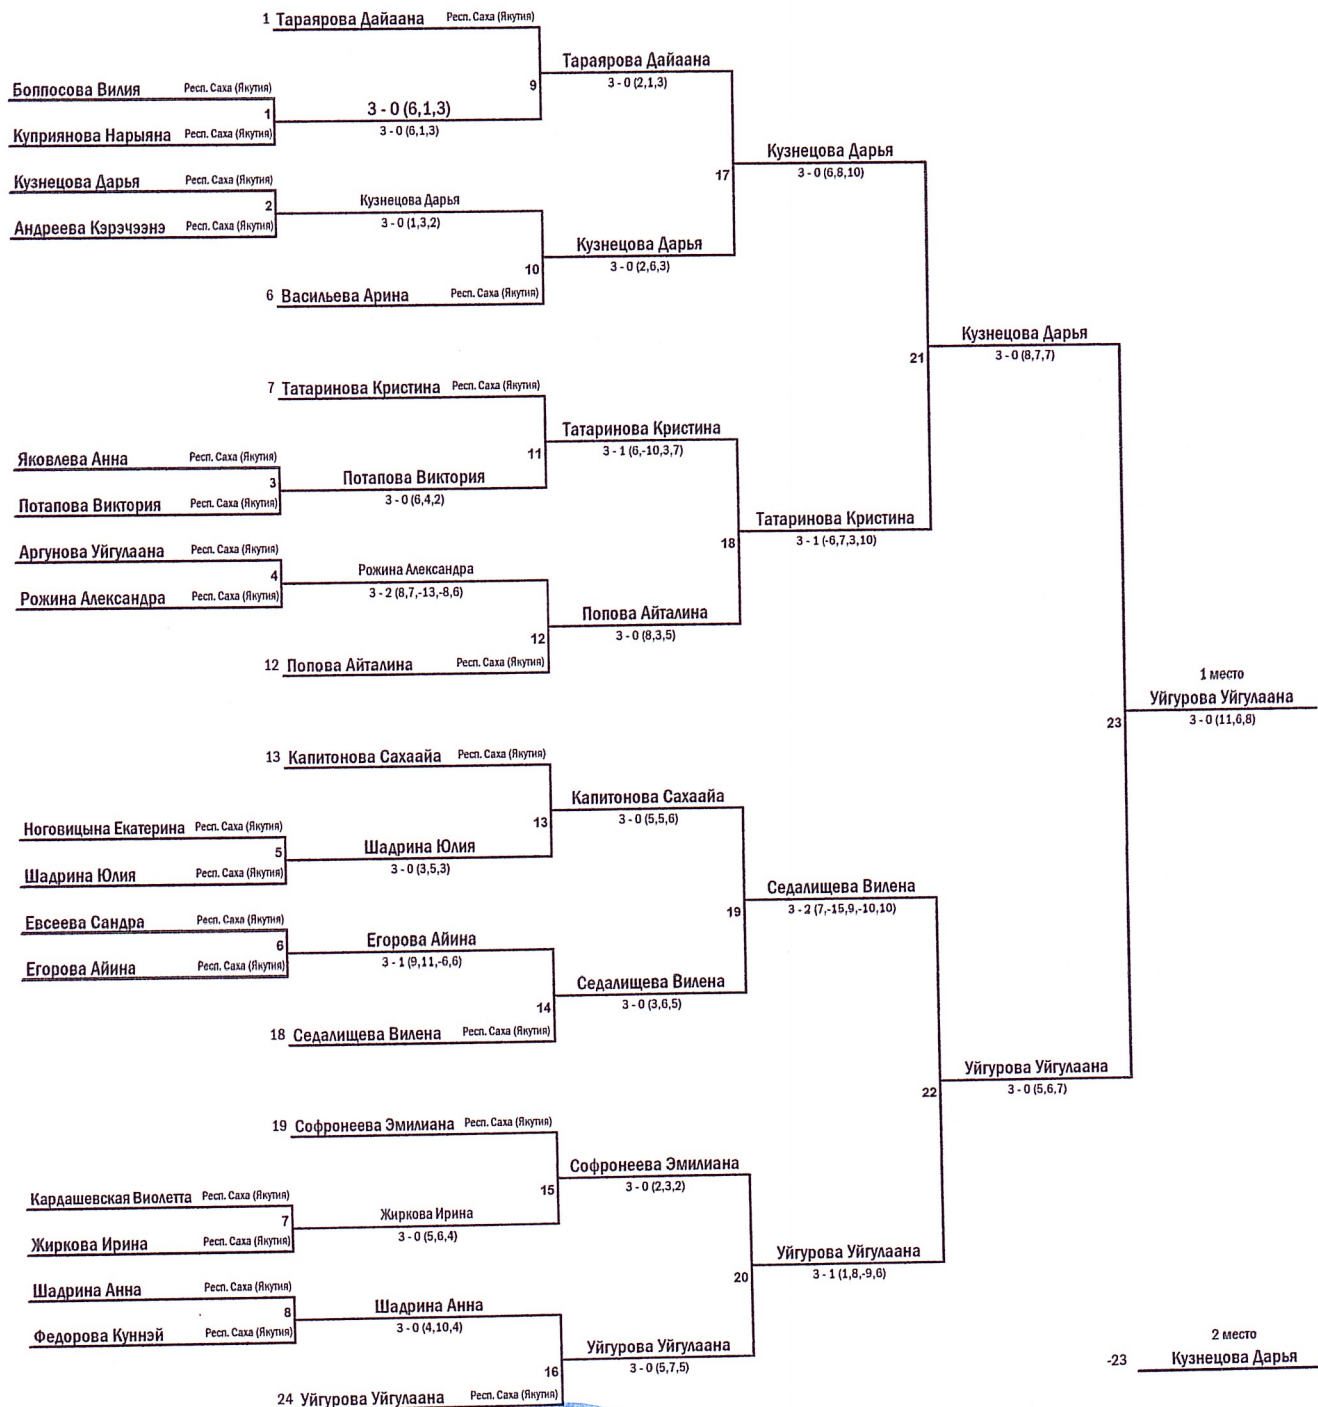 1 Тараярова Дайаана Респ. Саха (Якутия)
Тараярова Дайаана
3 - 0 (2,1,3)
9
Боппосова Вилия Респ. Саха (Якутия)
1
3 - 0 (6,1,3)
3 - 0 (6,1,3)
Куприянова Нарыяна Респ. Саха (Якутия)
Кузнецова Дарья
3 - 0 (6,8,10)
17
Кузнецова Дарья Респ. Саха (Якутия)
2
Кузнецова Дарья
3 - 0 (1,3,2)
Андреева Кэрэчээнэ Респ. Саха (Якутия)
Кузнецова Дарья
3 - 0 (2,6,3)
10
6 Васильева Арина Респ. Саха (Якутия)
Кузнецова Дарья
3 - 0 (8,7,7)
21
7 Татаринова Кристина Респ. Саха (Якутия)
Татаринова Кристина
3 - 1 (6,-10,3,7)
11
Яковлева Анна Респ. Саха (Якутия)
3
Потапова Виктория
3 - 0 (6,4,2)
Потапова Виктория Респ. Саха (Якутия)
Татаринова Кристина
3 - 1 (-6,7,3,10)
18
Аргунова Уйгулаана Респ. Саха (Якутия)
4
Рожина Александра
3 - 2 (8,7,-13,-8,6)
Рожина Александра Респ. Саха (Якутия)
Попова Айталина
3 - 0 (8,3,5)
12
12 Попова Айталина Респ. Саха (Якутия)
1 место
Уйгурова Уйгулаана
3 - 0 (11,6,8)
23
13 Капитонова Сахаайа Респ. Саха (Якутия)
Капитонова Сахаайа
3 - 0 (5,5,6)
13
Ноговицына Екатерина Респ. Саха (Якутия)
5
Шадрина Юлия
3 - 0 (3,5,3)
Шадрина Юлия Респ. Саха (Якутия)
Седалищева Вилена
3 - 2 (7,-15,9,-10,10)
19
Евсеева Сандра Респ. Саха (Якутия)
6
Егорова Айина
3 - 1 (9,11,-6,6)
Егорова Айина Респ. Саха (Якутия)
Седалищева Вилена
3 - 0 (3,6,5)
14
18 Седалищева Вилена Респ. Саха (Якутия)
Уйгурова Уйгулаана
3 - 0 (5,6,7)
22
19 Софронеева Эмилиана Респ. Саха (Якутия)
Софронеева Эмилиана
3 - 0 (2,3,2)
15
Кардашевская Виолетта Респ. Саха (Якутия)
7
Жиркова Ирина
3 - 0 (5,6,4)
Жиркова Ирина Респ. Саха (Якутия)
Уйгурова Уйгулаана
3 - 1 (1,8,-9,6)
20
Шадрина Анна Респ. Саха (Якутия)
8
Шадрина Анна
3 - 0 (4,10,4)
Федорова Куннэй Респ. Саха (Якутия)
Уйгурова Уйгулаана
3 - 0 (5,7,5)
16
24 Уйгурова Уйгулаана Респ. Саха (Якутия)
2 место
-23 Кузнецова Дарья